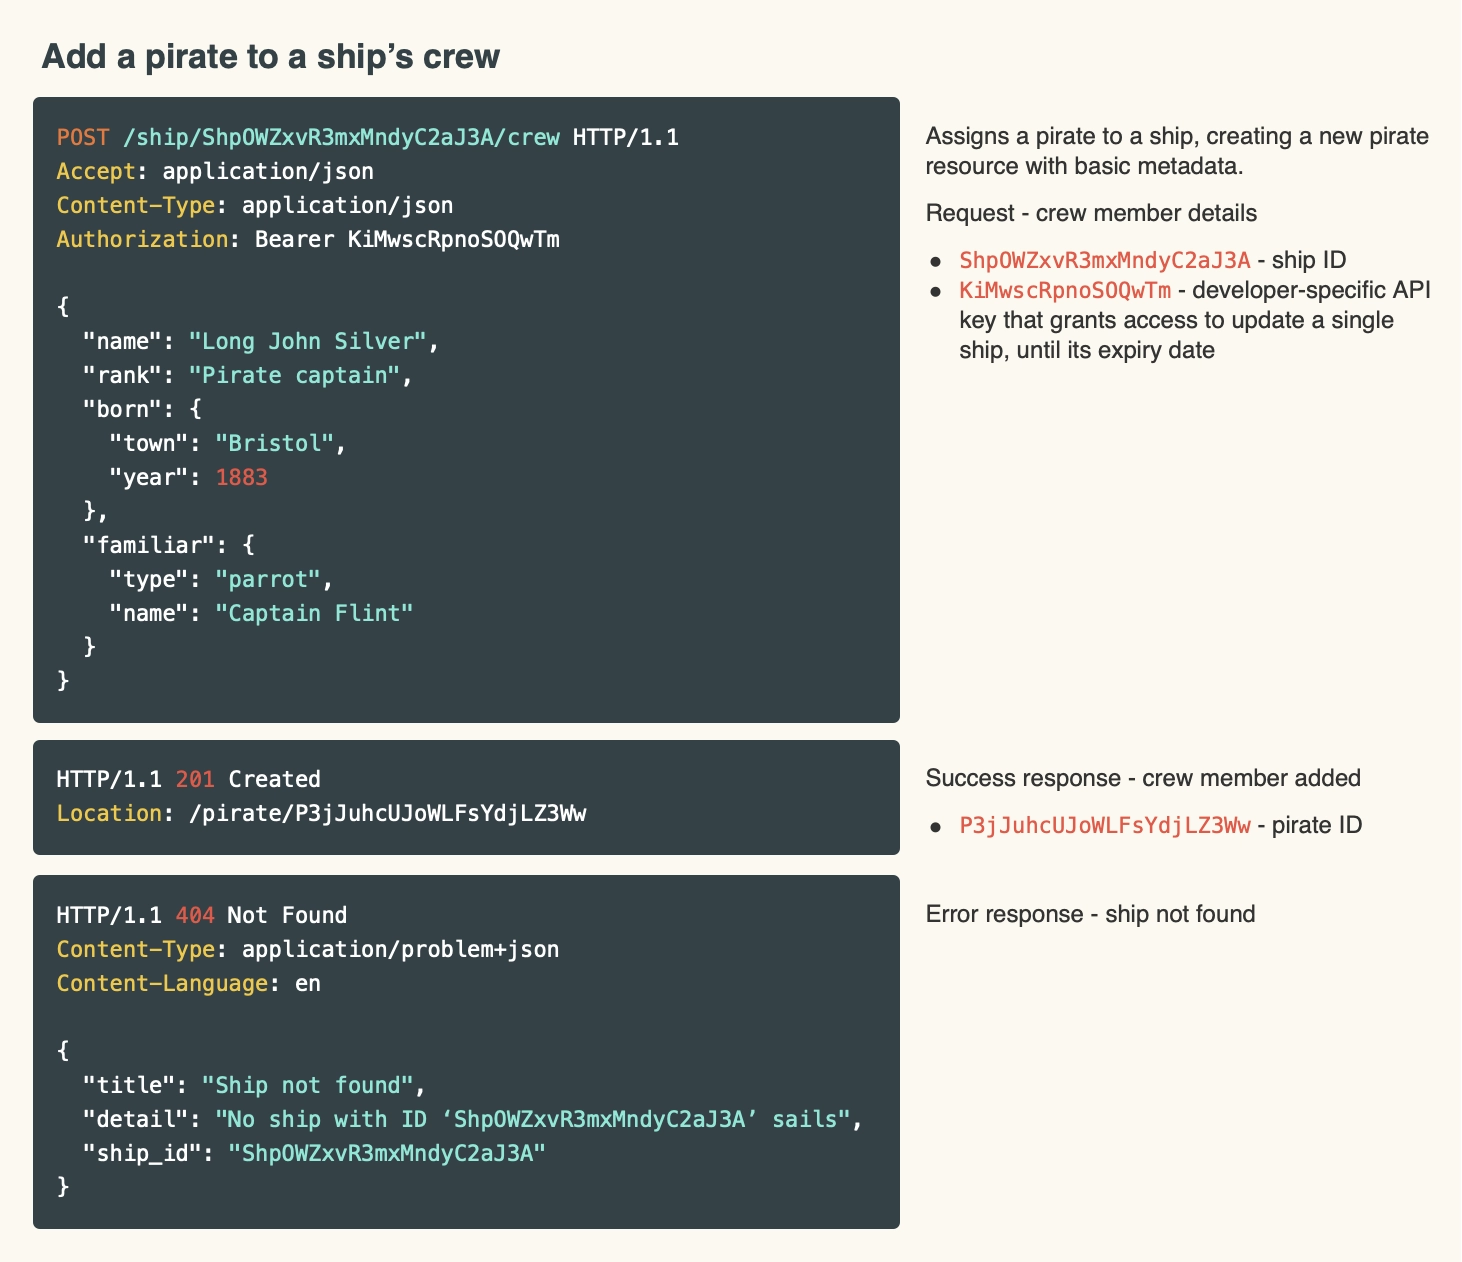 Add a pirate to a ship’s crew
POST /ship/ShpOWZxvR3mxMndyC2aJ3A/crew HTTP/1.1
Accept: application/json
Content-Type: application/json
Authorization: Bearer KiMwscRpnoSOQwTm

{
  "name": "Long John Silver",
  "rank": "Pirate captain",
  "born": {
    "town": "Bristol",
    "year": 1883
  },
  "familiar": {
    "type": "parrot",
    "name": "Captain Flint"
  }
}
Assigns a pirate to a ship, creating a new pirate
resource with basic metadata.
Request - crew member details
● ShpOWZxvR3mxMndyC2aJ3A - ship ID
● KiMwscRpnoSOQwTm - developer-specific API
key that grants access to update a single
ship, until its expiry date
HTTP/1.1 201 Created
Location: /pirate/P3jJuhcUJoWLFsYdjLZ3Ww
Success response - crew member added
● P3jJuhcUJoWLFsYdjLZ3Ww - pirate ID
HTTP/1.1 404 Not Found
Content-Type: application/problem+json
Content-Language: en

{
  "title": "Ship not found",
  "detail": "No ship with ID ‘ShpOWZxvR3mxMndyC2aJ3A’ sails",
  "ship_id": "ShpOWZxvR3mxMndyC2aJ3A"
}
Error response - ship not found